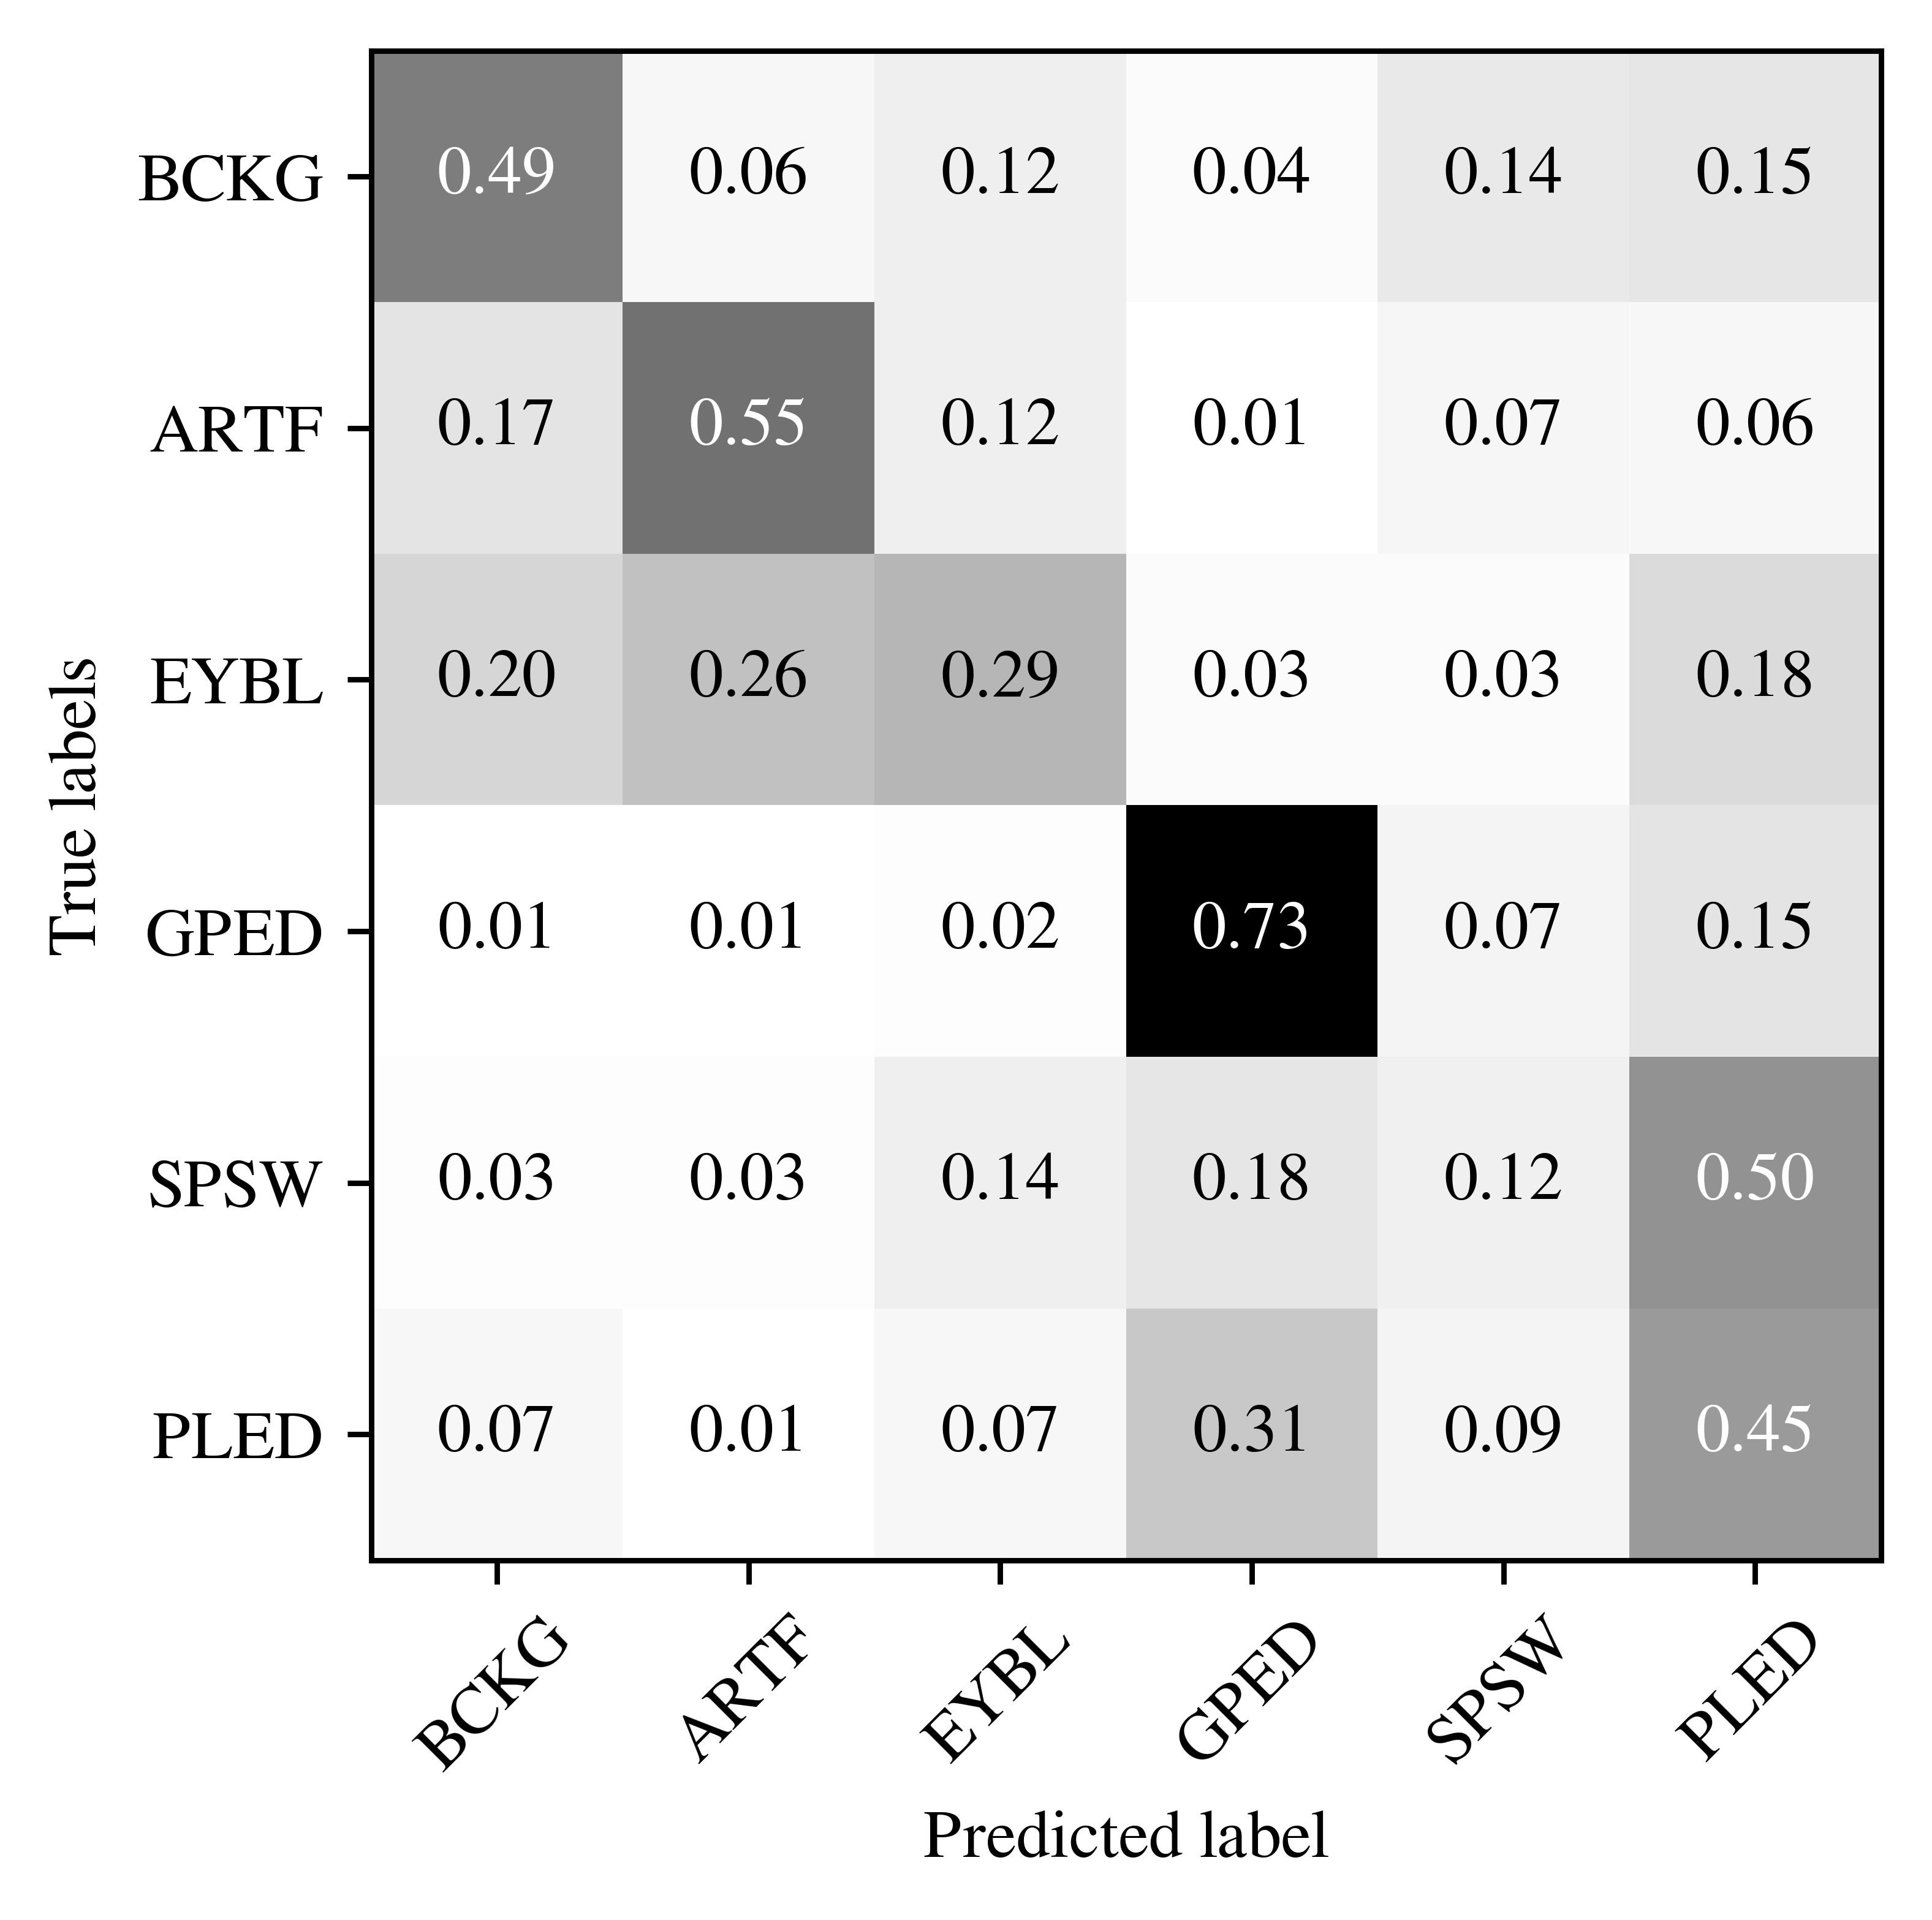 BCKG 0.49 0.06 0.12 0.04 0.14 0.15
ARTF 0.17 0.55 0.12 0.01 0.07 0.06
EYBL 0.20 0.26 0.29 0.03 0.03 0.18
GPED 0.01 0.01 0.02 0.73 0.07 0.15
SPSW 0.03 0.03 0.14 0.18 0.12 0.50
PLED 0.07 0.01 0.07 0.31 0.09 0.45
True labels
BCKG ARTF EYBL GPED SPSW PLED
Predicted label